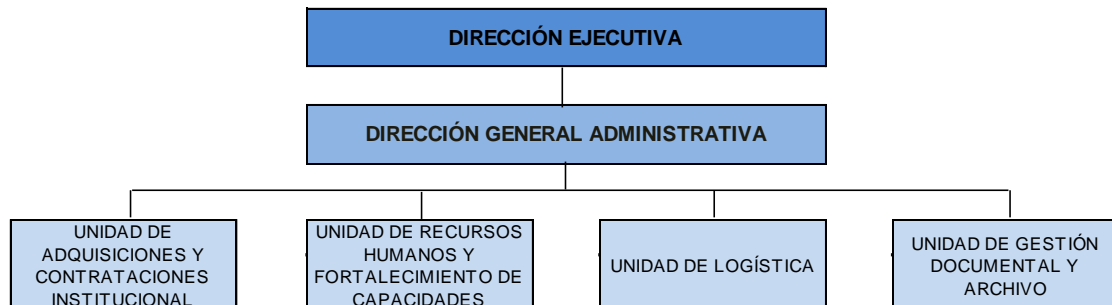 DIRECCIÓN EJECUTIVA
DIRECCIÓN GENERAL ADMINISTRATIVA
UNIDAD DE
ADQUISICIONES Y
CONTRATACIONES
INSTITUCIONAL
UNIDAD DE RECURSOS
HUMANOS Y
FORTALECIMIENTO DE
CAPACIDADES
UNIDAD DE LOGÍSTICA
UNIDAD DE GESTIÓN
DOCUMENTAL Y
ARCHIVO